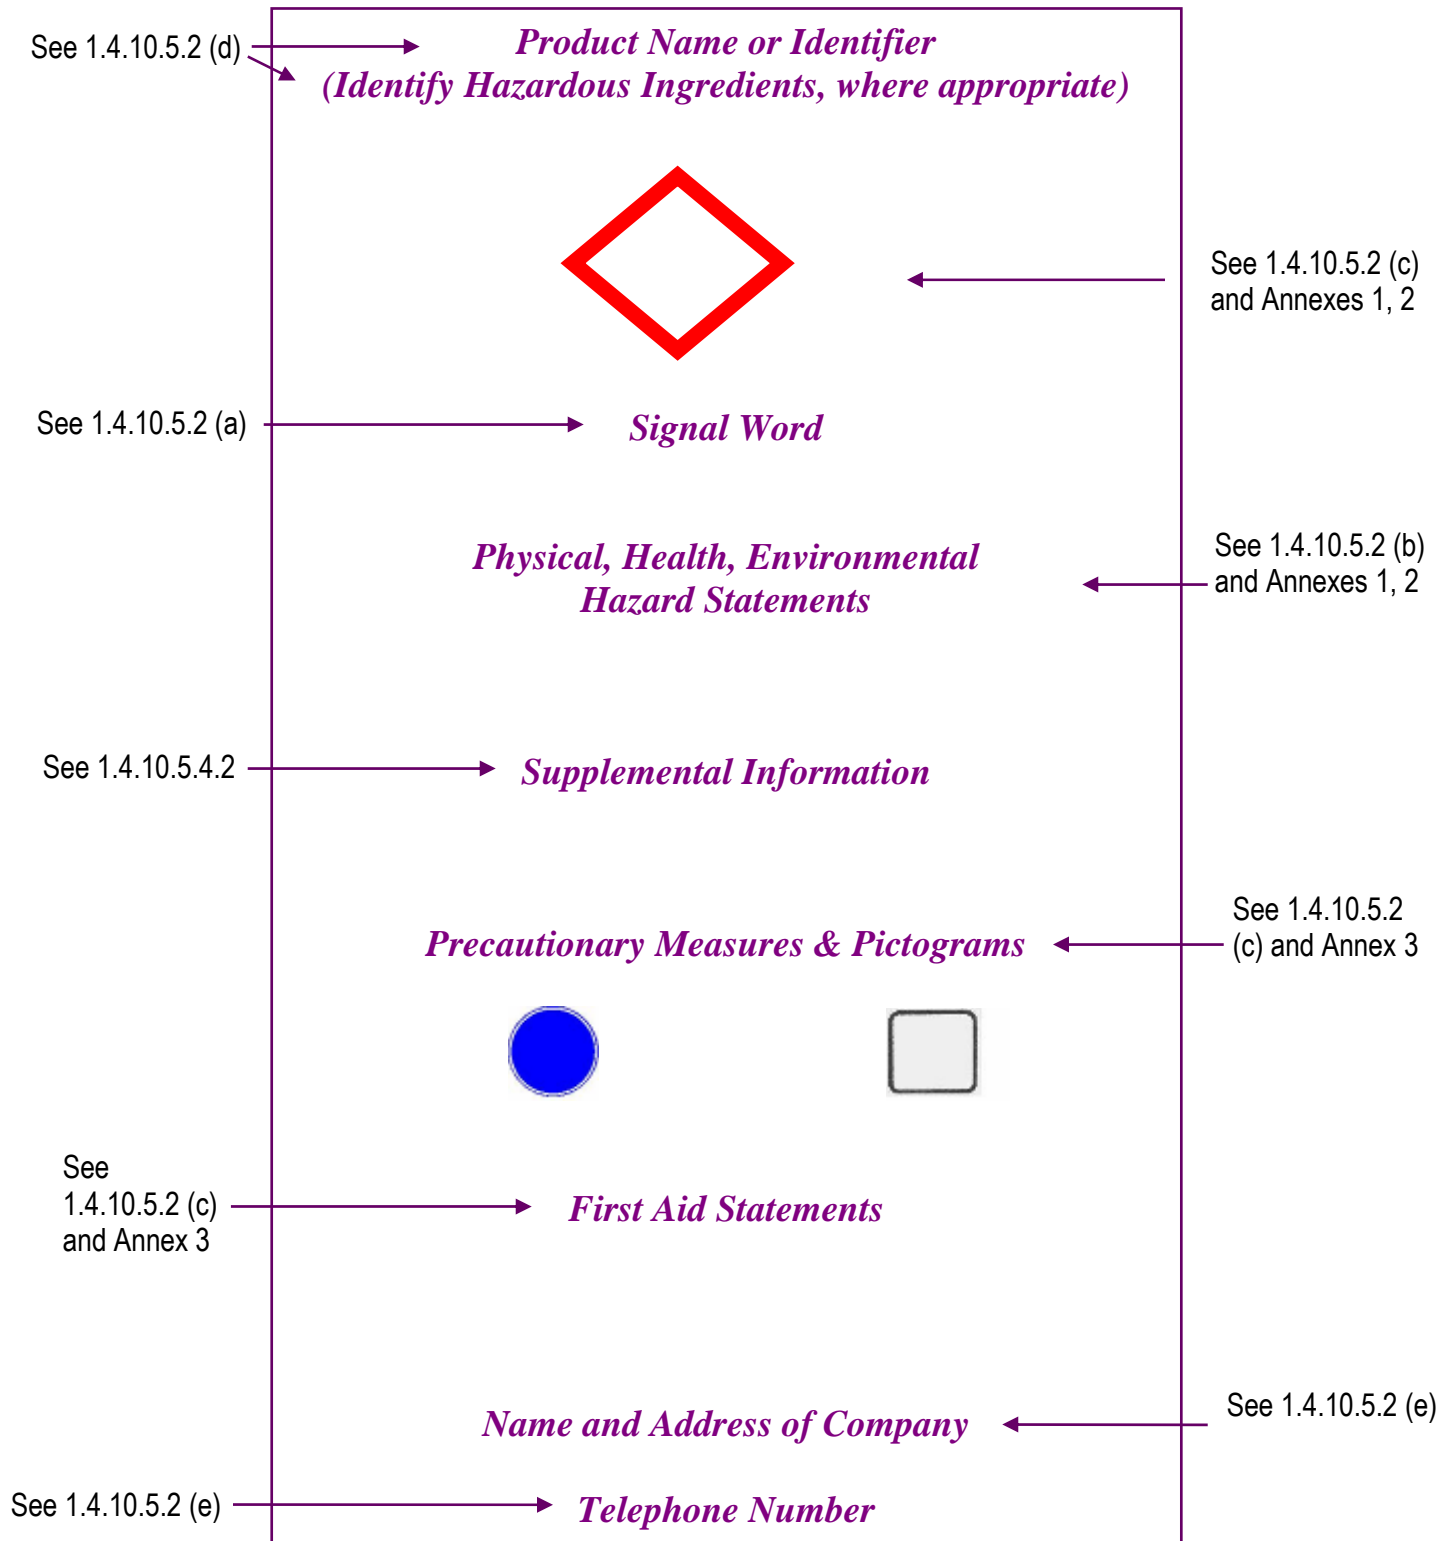 See 1.4.10.5.2 (d)
Product Name or Identifier
(Identify Hazardous Ingredients, where appropriate)
See 1.4.10.5.2 (c)
and Annexes 1, 2
See 1.4.10.5.2 (a)
Signal Word
Physical, Health, Environmental
Hazard Statements
See 1.4.10.5.2 (b)
and Annexes 1, 2
See 1.4.10.5.4.2
Supplemental Information
Precautionary Measures & Pictograms
See 1.4.10.5.2
(c) and Annex 3
See
1.4.10.5.2 (c)
and Annex 3
First Aid Statements
Name and Address of Company
See 1.4.10.5.2 (e)
See 1.4.10.5.2 (e)
Telephone Number